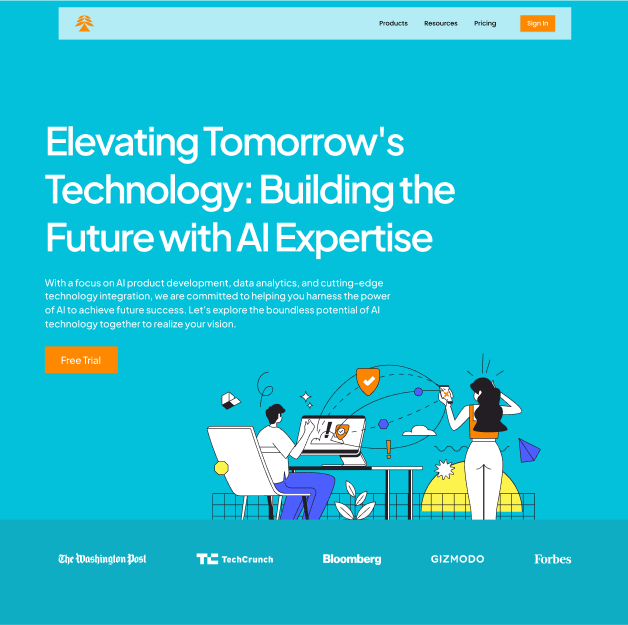 Products Resources Pricing Sign In
Elevating Tomorrow's
Technology: Building the
Future with AI Expertise
With a focus on AI product development, data analytics, and cutting-edge
technology integration, we are committed to helping you harness the power
of AI to achieve future success. Let's explore the boundless potential of AI
technology together to realize your vision.
Free Trial
The Washington Post TC TechCrunch Bloomberg GIZMODO Forbes